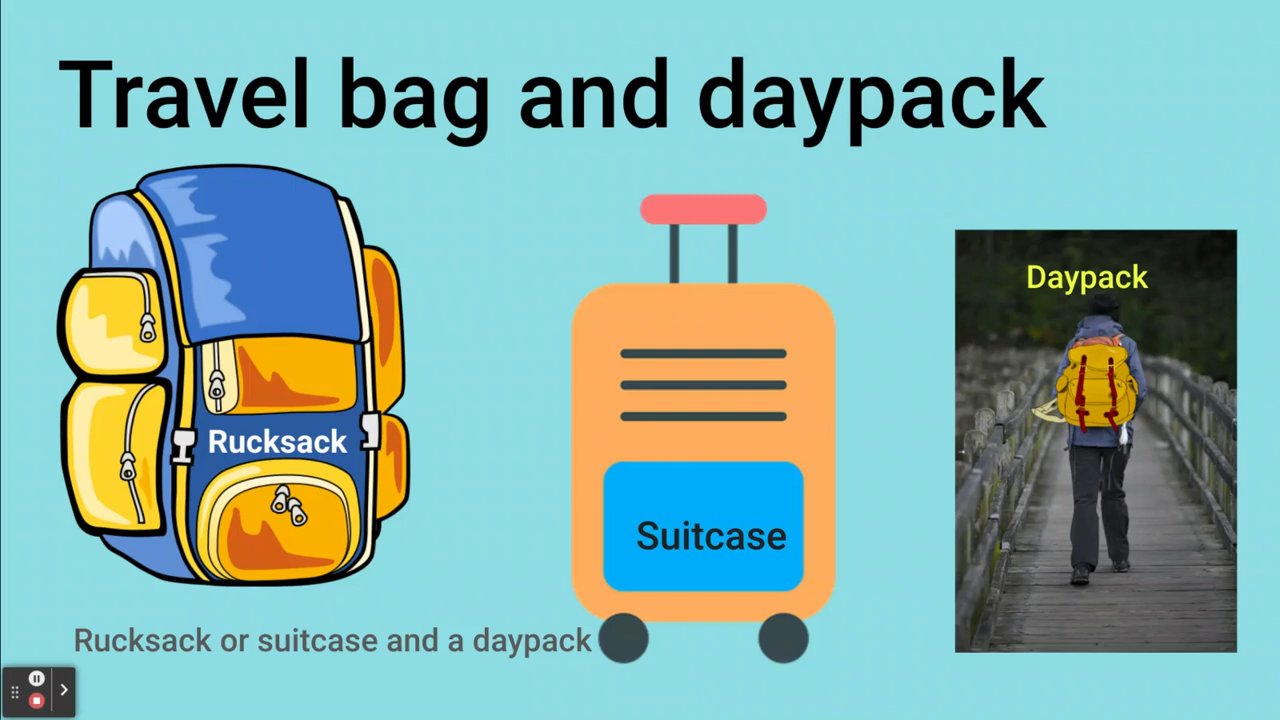 Travel bag and daypack
Daypack
Rucksack
Suitcase
Rucksack or suitcase and a daypack